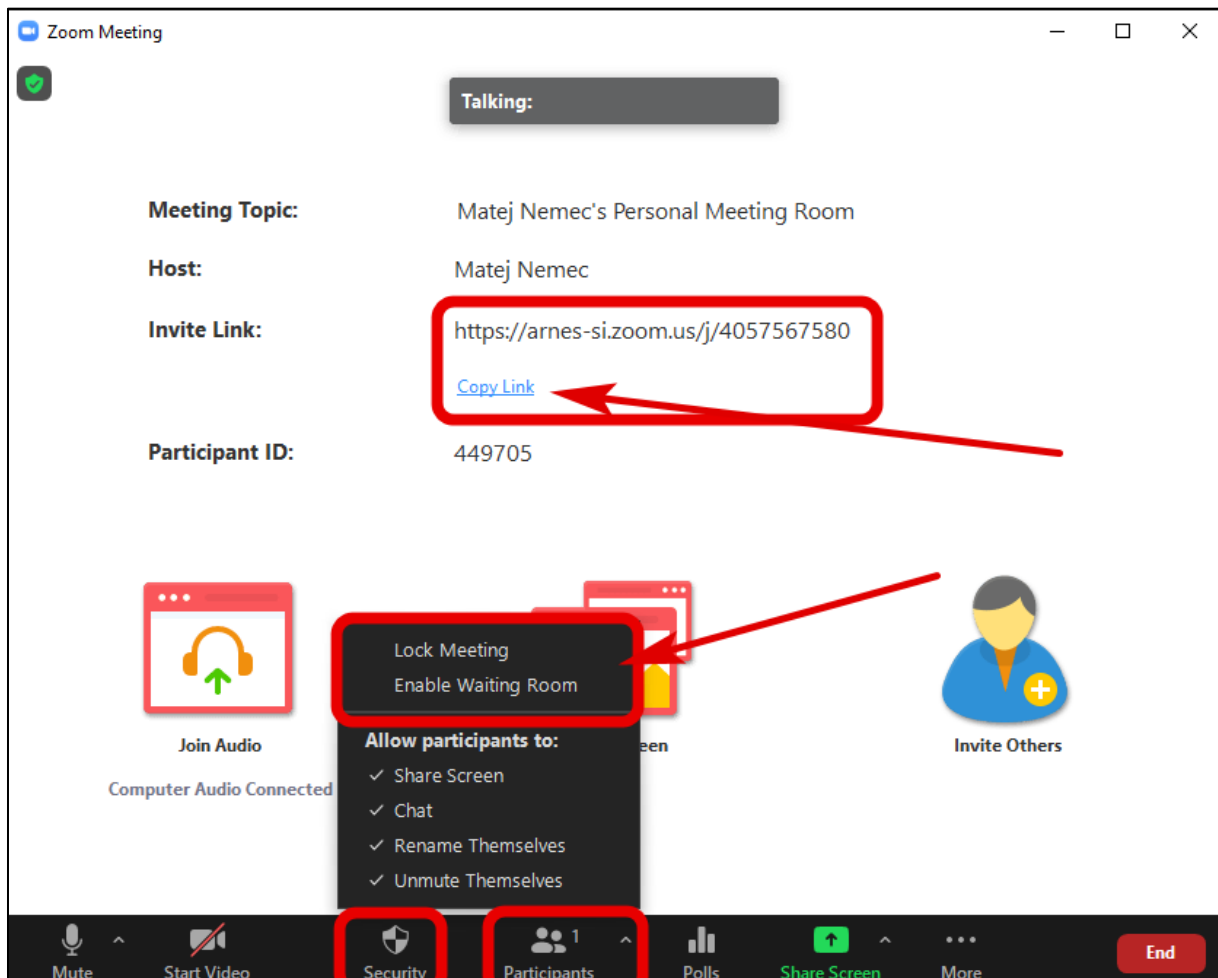 Zoom Meeting
Talking:
Meeting Topic: Matej Nemec's Personal Meeting Room
Host: Matej Nemec
Invite Link: https://arnes-si.zoom.us/j/4057567580
Copy Link
Participant ID: 449705
Lock Meeting
Enable Waiting Room
Allow participants to:
Share Screen
Chat
Rename Themselves
Unmute Themselves
Join Audio
Computer Audio Connected
een
Invite Others
Mute
Start Video
Security
Participants
1
Polls
Share Screen
More
End